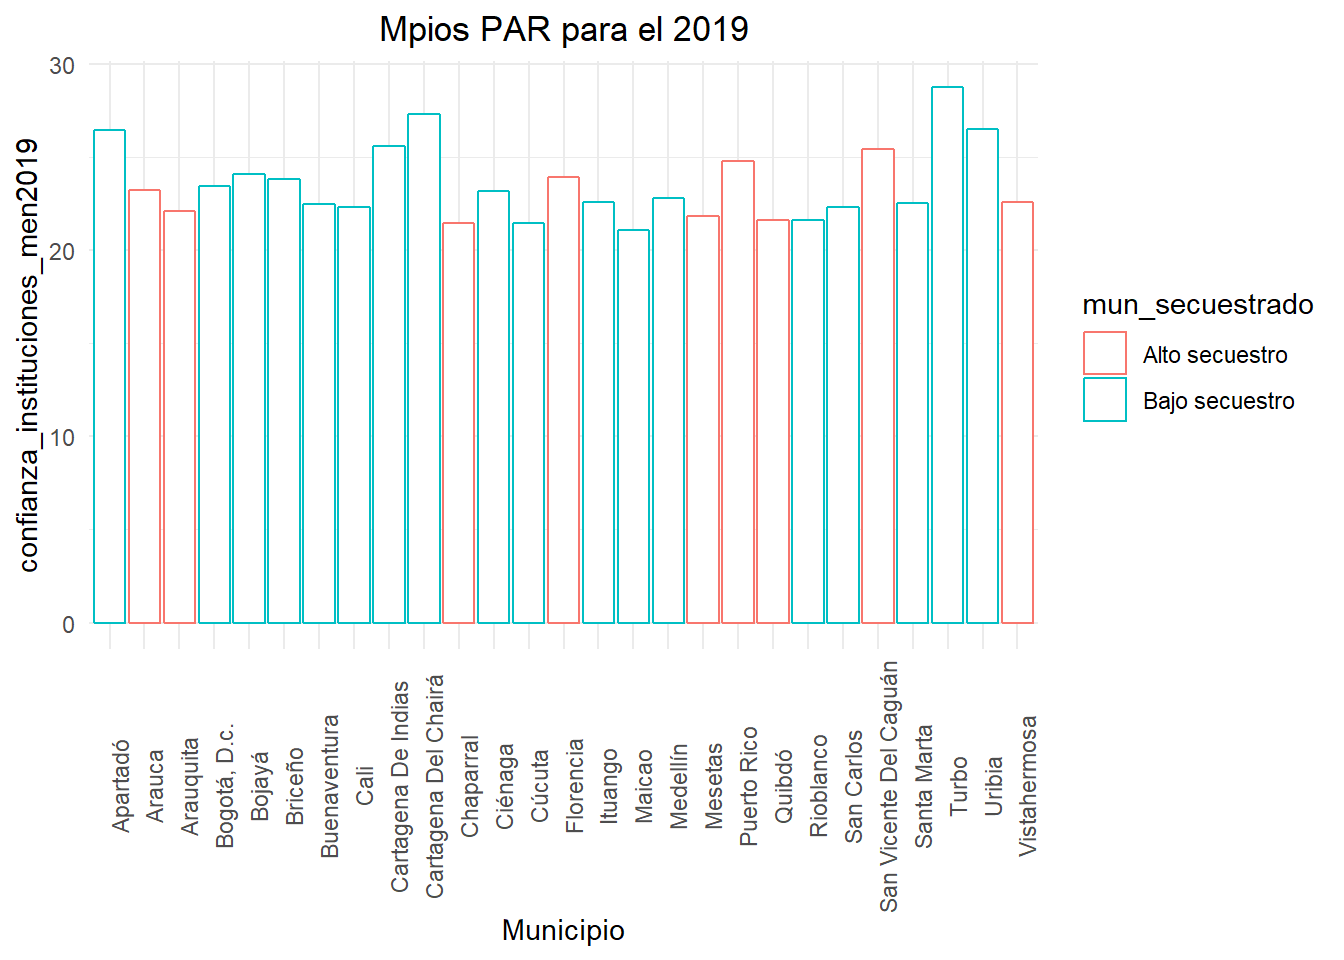 Mpios PAR para el 2019
confianza_instituciones_men2019
30
20
10
0
Apartadó
Arauca
Arauquita
Bogotá, D.c.
Bojayá
Briceño
Buenaventura
Cali
Cartagena De Indias
Cartagena Del Chairá
Chaparral
Ciénaga
Cúcuta
Florencia
Ituango
Maicao
Medellín
Mesetas
Puerto Rico
Quibdó
Rioblanco
San Carlos
San Vicente Del Caguán
Santa Marta
Turbo
Uribia
Vistahermosa
Municipio
mun_secuestrado
Alto secuestro
Bajo secuestro